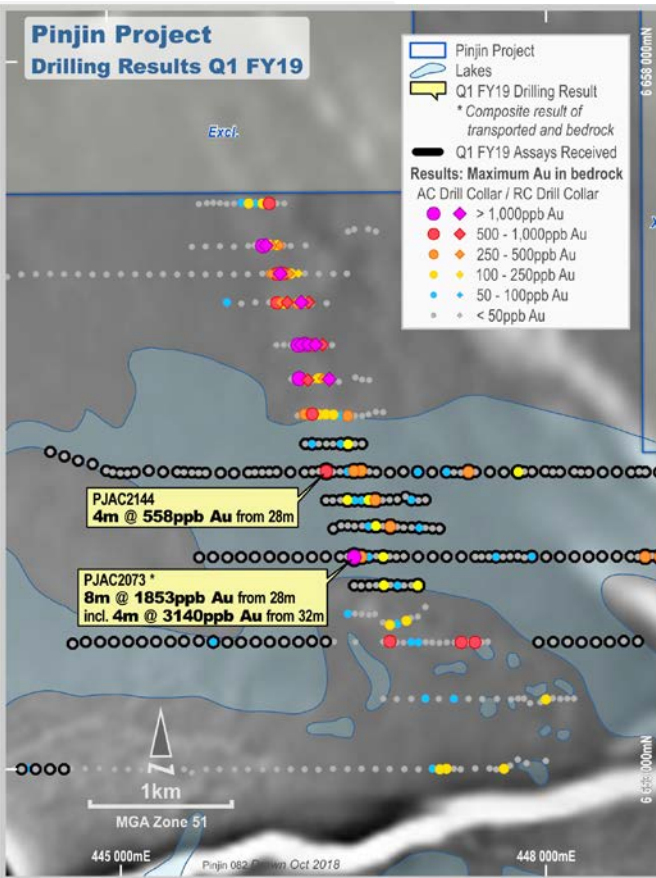 Pinjin Project
Drilling Results Q1 FY19
Excl.
Pinjin Project
Lakes
Q1 FY19 Drilling Result
* Composite result of
transported and bedrock
Q1 FY19 Assays Received
Results: Maximum Au in bedrock
AC Drill Collar / RC Drill Collar
> 1,000ppb Au
500 - 1,000ppb Au
250 - 500ppb Au
100 - 250ppb Au
50 - 100ppb Au
< 50ppb Au
6 658 000mN
PJAC2144
4m @ 558ppb Au from 28m
PJAC2073 *
8m @ 1853ppb Au from 28m
incl. 4m @ 3140ppb Au from 32m
N
1km
MGA Zone 51
445 000mE
Pinjin 082 Drawn Oct 2018
448 000mE